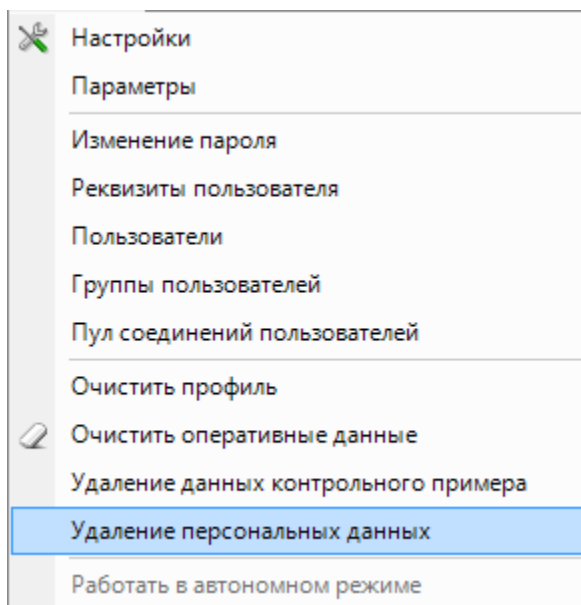 Настройки
Параметры
Изменение пароля
Реквизиты пользователя
Пользователи
Группы пользователей
Пул соединений пользователей
Очистить профиль
Очистить оперативные данные
Удаление данных контрольного примера
Удаление персональных данных
Работать в автономном режиме